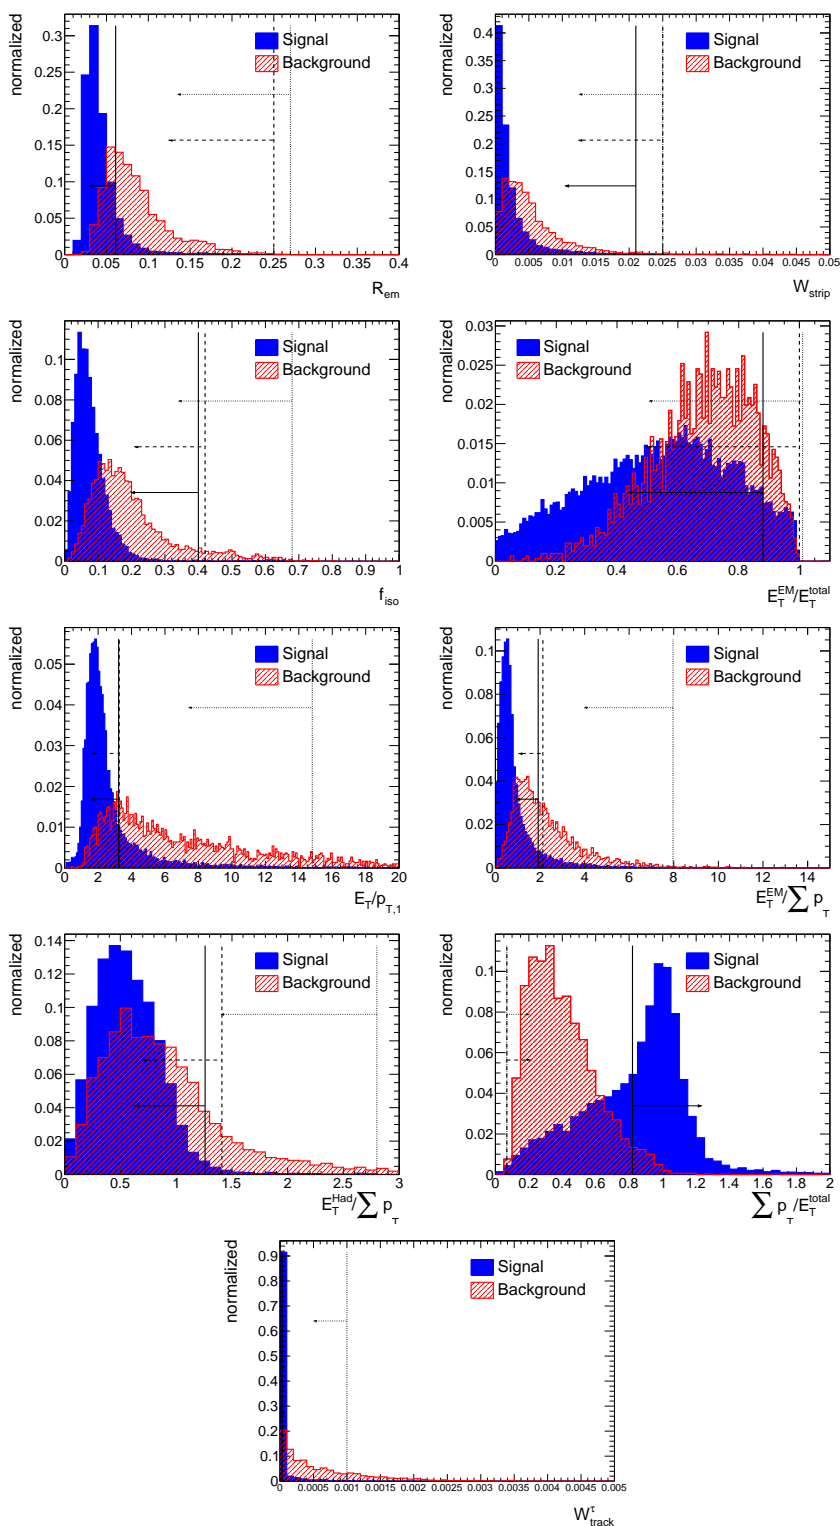 normalized
Signal
Background
0.3
0.25
0.2
0.15
0.1
0.05
0
0 0.05 0.1 0.15 0.2 0.25 0.3 0.35 0.4
R_em
normalized
Signal
Background
0.4
0.35
0.3
0.25
0.2
0.15
0.1
0.05
0
0 0.005 0.01 0.015 0.02 0.025 0.03 0.035 0.04 0.045 0.05
W_strip
normalized
Signal
Background
0.1
0.08
0.06
0.04
0.02
0
0 0.1 0.2 0.3 0.4 0.5 0.6 0.7 0.8 0.9 1
f_iso
normalized
Signal
Background
0.03
0.025
0.02
0.015
0.01
0.005
0
0 0.2 0.4 0.6 0.8 1
E_T^EM/E_T^total
normalized
Signal
Background
0.05
0.04
0.03
0.02
0.01
0
0 2 4 6 8 10 12 14 16 18 20
E_T/p_T,1
normalized
Signal
Background
0.1
0.08
0.06
0.04
0.02
0
0 2 4 6 8 10 12 14
E_T^EM/∑ p_T
normalized
Signal
Background
0.14
0.12
0.1
0.08
0.06
0.04
0.02
0
0 0.5 1 1.5 2 2.5 3
E_T^Had/∑ p_T
normalized
Signal
Background
0.1
0.08
0.06
0.04
0.02
0
0 0.2 0.4 0.6 0.8 1 1.2 1.4 1.6 1.8 2
∑ p_T/E_T^total
normalized
Signal
Background
0.9
0.8
0.7
0.6
0.5
0.4
0.3
0.2
0.1
0
0 0.0005 0.001 0.0015 0.002 0.0025 0.003 0.0035 0.004 0.0045 0.005
W_track^τ